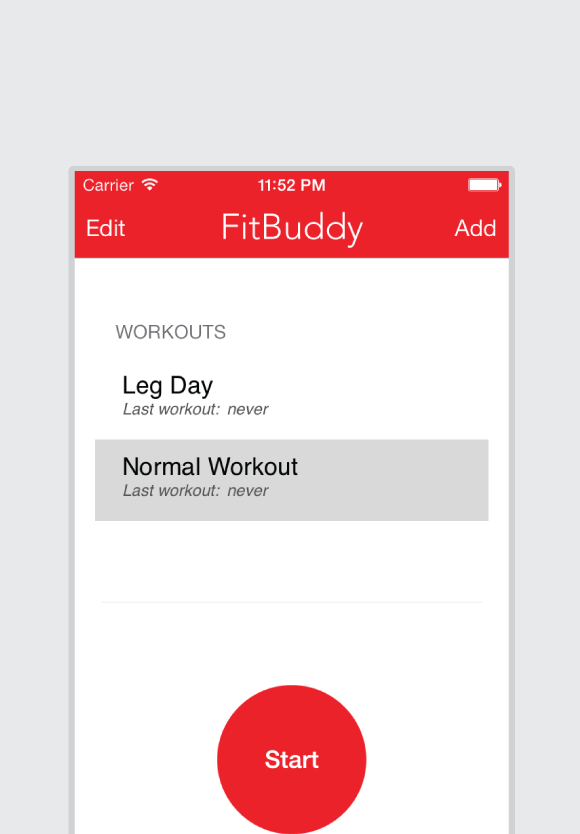 Carrier 11:52 PM
Edit FitBuddy Add
WORKOUTS
Leg Day
Last workout: never
Normal Workout
Last workout: never
Start